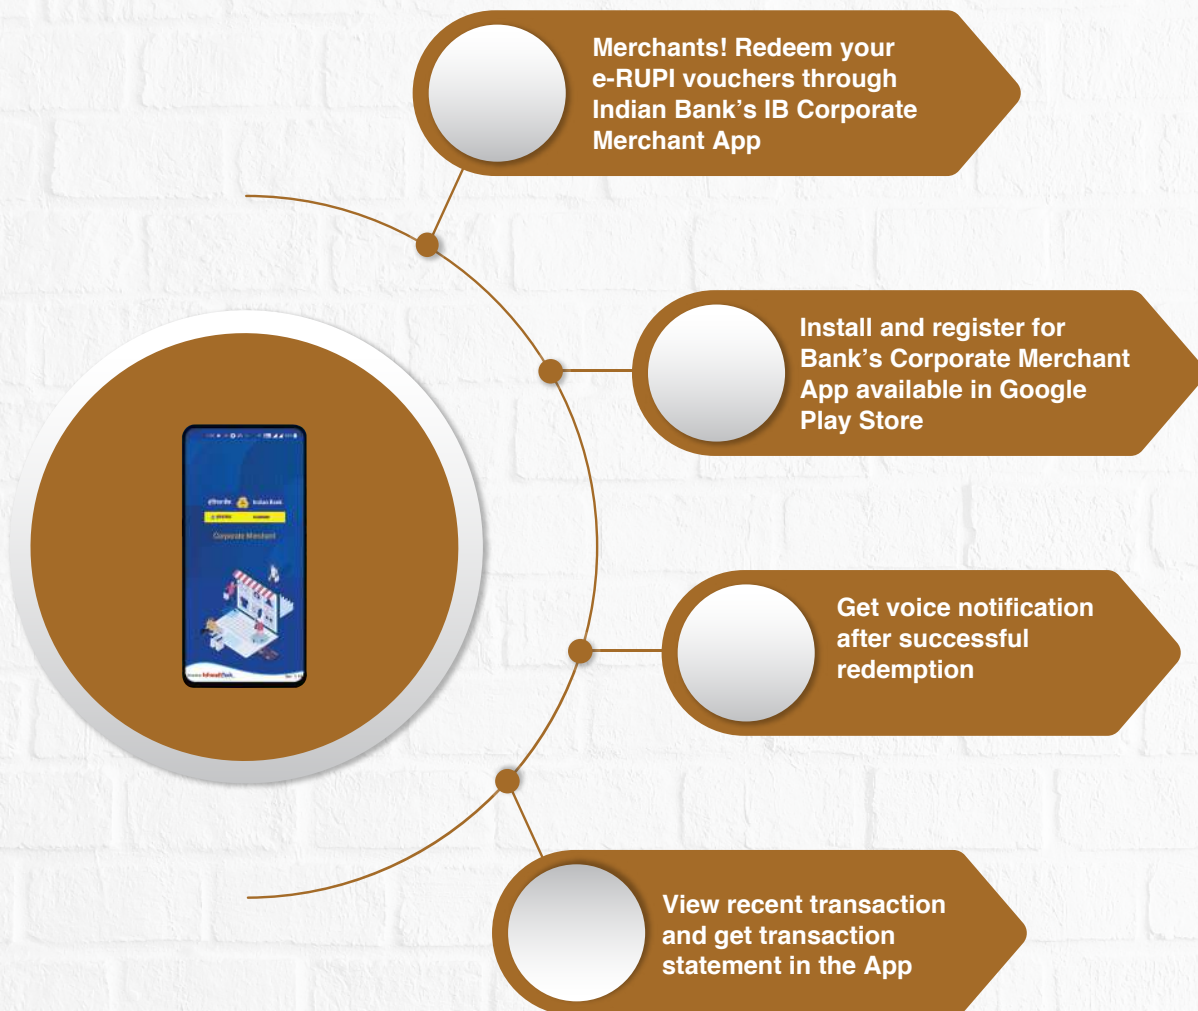 Merchants! Redeem your
e-RUPI vouchers through
Indian Bank's IB Corporate
Merchant App
Install and register for
Bank's Corporate Merchant
App available in Google
Play Store
Indian Bank
Corporate Merchant
Get voice notification
after successful
redemption
View recent transaction
and get transaction
statement in the App